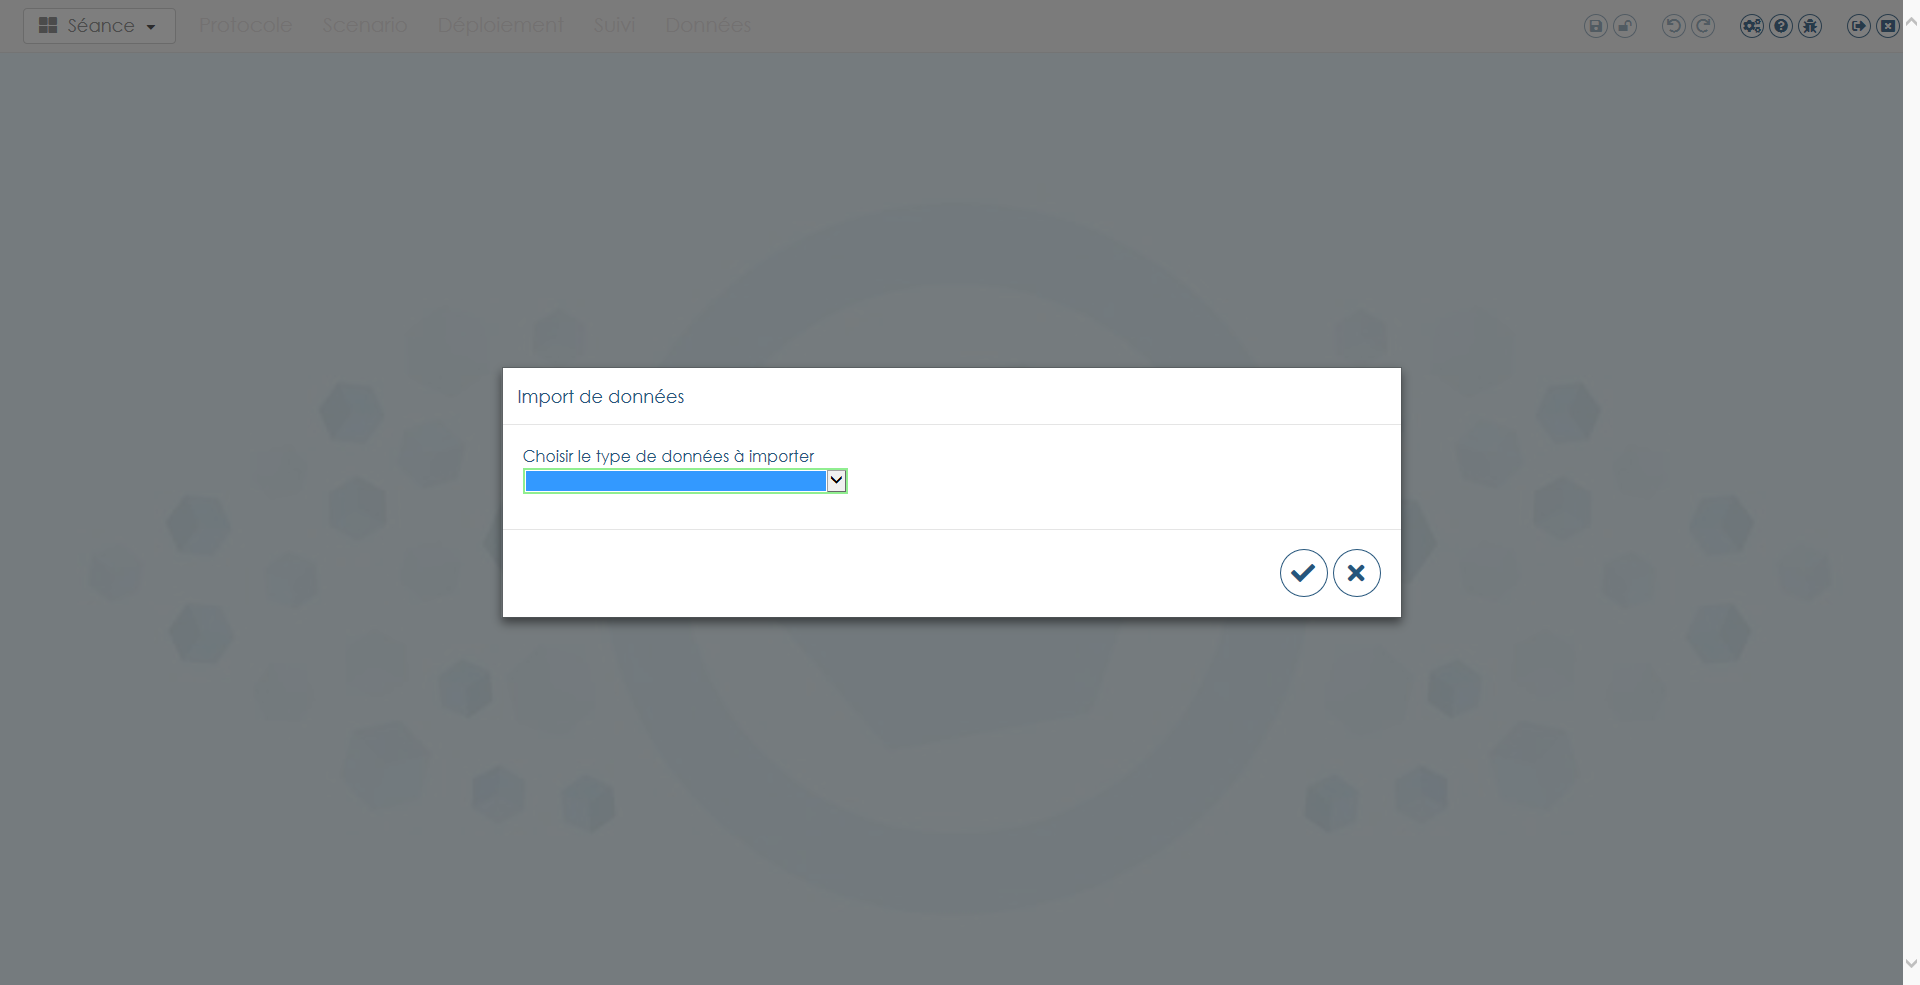 Séance Protocole Scenario Déploiement Suivi Données
Import de données
Choisir le type de données à importer